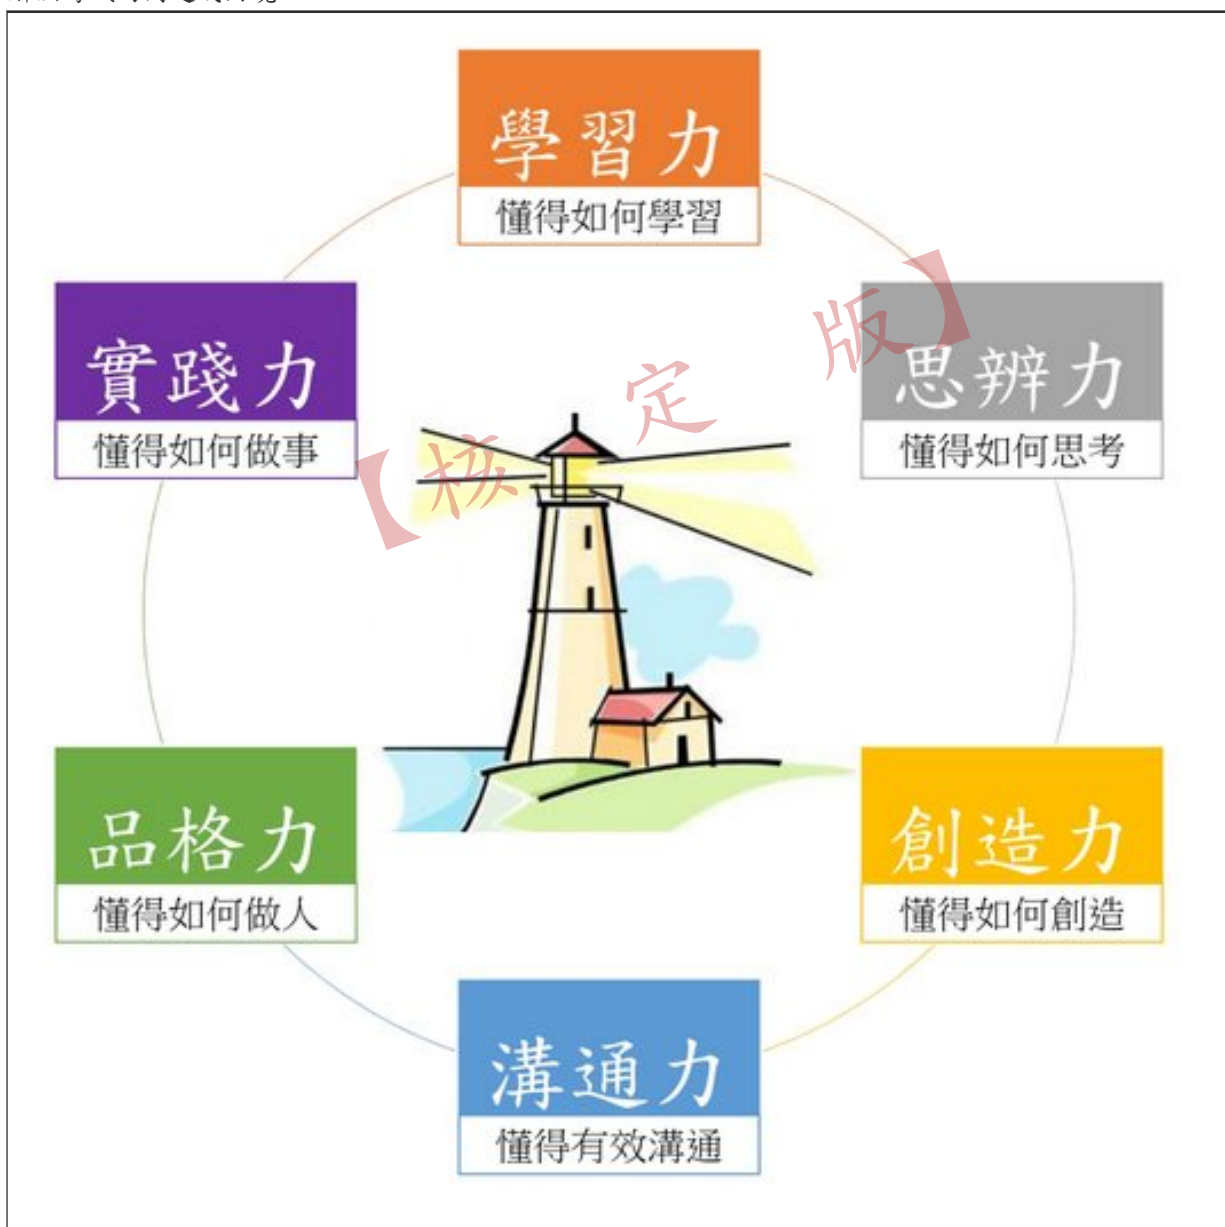 學習力
懂得如何學習
實踐力
懂得如何做事
思辨力
懂得如何思考
【核定版】
品格力
懂得如何做人
創造力
懂得如何創造
溝通力
懂得有效溝通